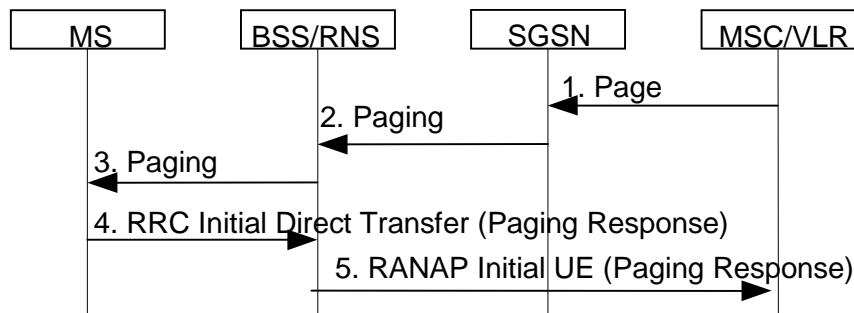 MS
BSS/RNS
SGSN
MSC/VLR
1. Page
2. Paging
3. Paging
4. RRC Initial Direct Transfer (Paging Response)
5. RANAP Initial UE (Paging Response)